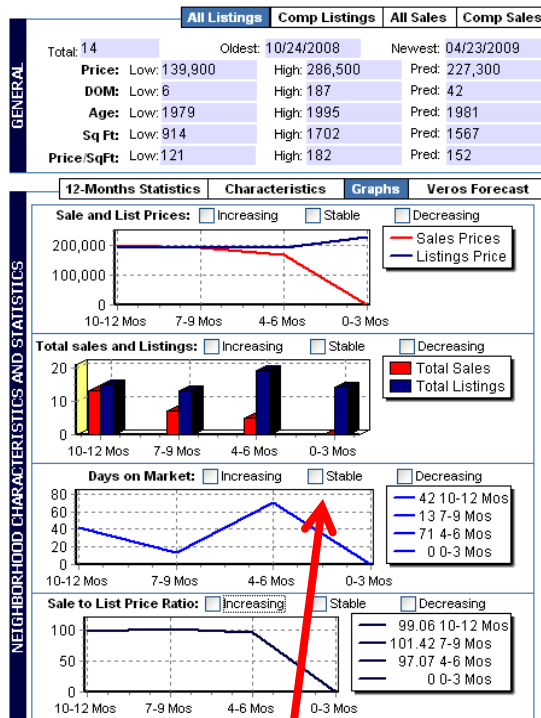 All Listings Comp Listings All Sales Comp Sales
GENERAL
Total: 14 Oldest: 10/24/2008 Newest: 04/23/2009
Price: Low: 139,900 High: 286,500 Pred: 227,300
DOM: Low: 6 High: 187 Pred: 42
Age: Low: 1979 High: 1995 Pred: 1981
Sq Ft: Low: 914 High: 1702 Pred: 1567
Price/SqFt: Low: 121 High: 182 Pred: 152
NEIGHBORHOOD CHARACTERISTICS AND STATISTICS
12-Months Statistics Characteristics Graphs Veros Forecast
Sale and List Prices: Increasing Stable Decreasing
200,000
100,000
0
10-12 Mos 7-9 Mos 4-6 Mos 0-3 Mos
Sales Prices
Listings Price
Total sales and Listings: Increasing Stable Decreasing
20
10
0
10-12 Mos 7-9 Mos 4-6 Mos 0-3 Mos
Total Sales
Total Listings
Days on Market: Increasing Stable Decreasing
80
60
40
20
0
10-12 Mos 7-9 Mos 4-6 Mos 0-3 Mos
42 10-12 Mos
13 7-9 Mos
71 4-6 Mos
0 0-3 Mos
Sale to List Price Ratio: Increasing Stable Decreasing
100
50
0
10-12 Mos 7-9 Mos 4-6 Mos 0-3 Mos
99.06 10-12 Mos
101.42 7-9 Mos
97.07 4-6 Mos
0 0-3 Mos